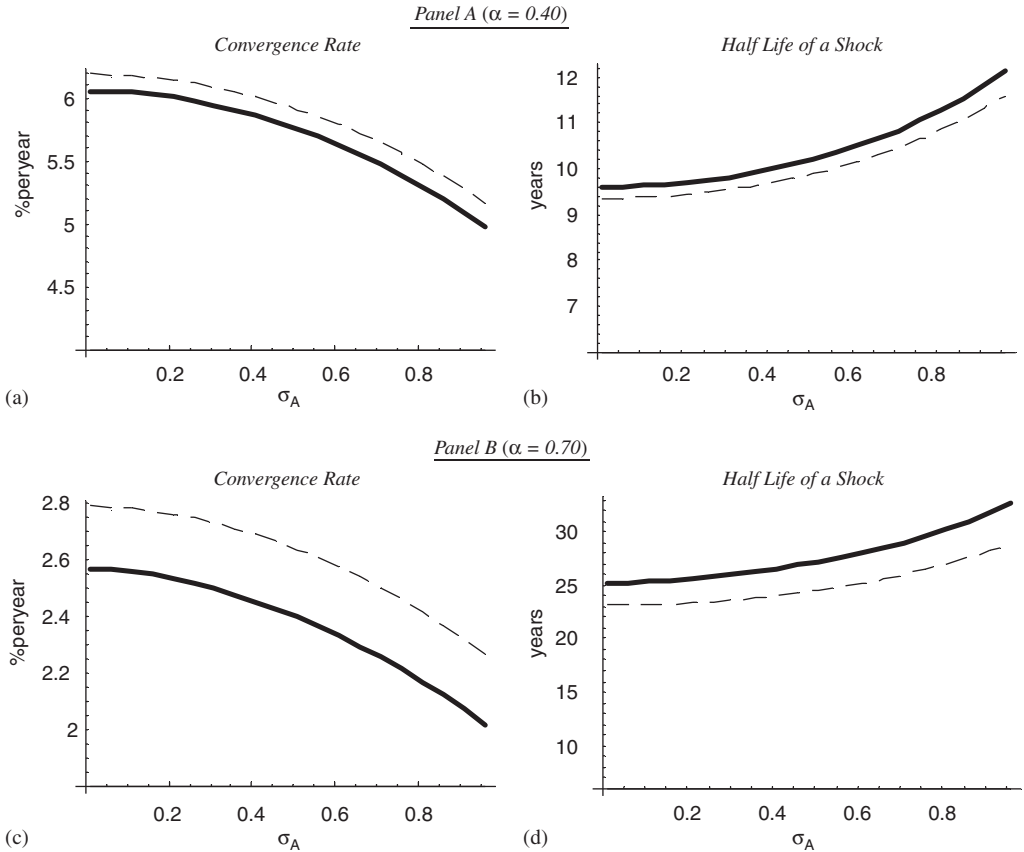 Panel A (α = 0.40)
Convergence Rate
%peryear
6
5.5
5
4.5
0.2 0.4 0.6 0.8
σA
(a)
Half Life of a Shock
years
12
11
10
9
8
7
0.2 0.4 0.6 0.8
σA
(b)
Panel B (α = 0.70)
Convergence Rate
%peryear
2.8
2.6
2.4
2.2
2
0.2 0.4 0.6 0.8
σA
(c)
Half Life of a Shock
years
30
25
20
15
10
0.2 0.4 0.6 0.8
σA
(d)